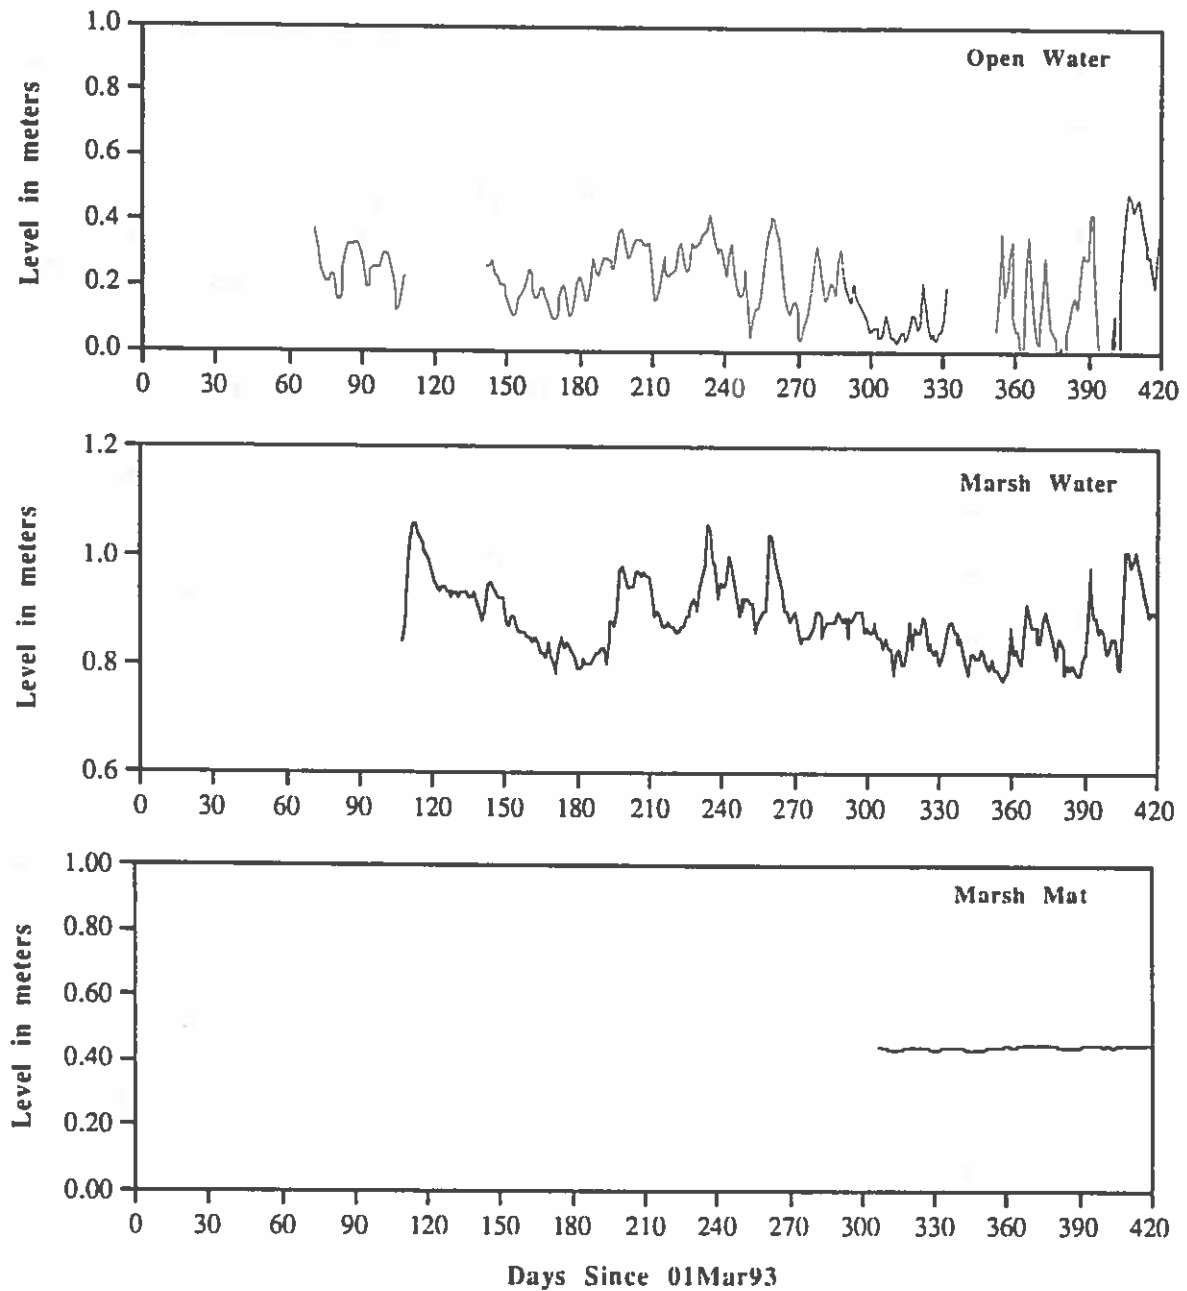 1.0
Open Water
0.8
0.6
0.4
0.2
0.0
Level in meters
0 30 60 90 120 150 180 210 240 270 300 330 360 390 420
1.2
Marsh Water
1.0
0.8
0.6
Level in meters
0 30 60 90 120 150 180 210 240 270 300 330 360 390 420
1.00
Marsh Mat
0.80
0.60
0.40
0.20
0.00
Level in meters
0 30 60 90 120 150 180 210 240 270 300 330 360 390 420
Days Since 01Mar93